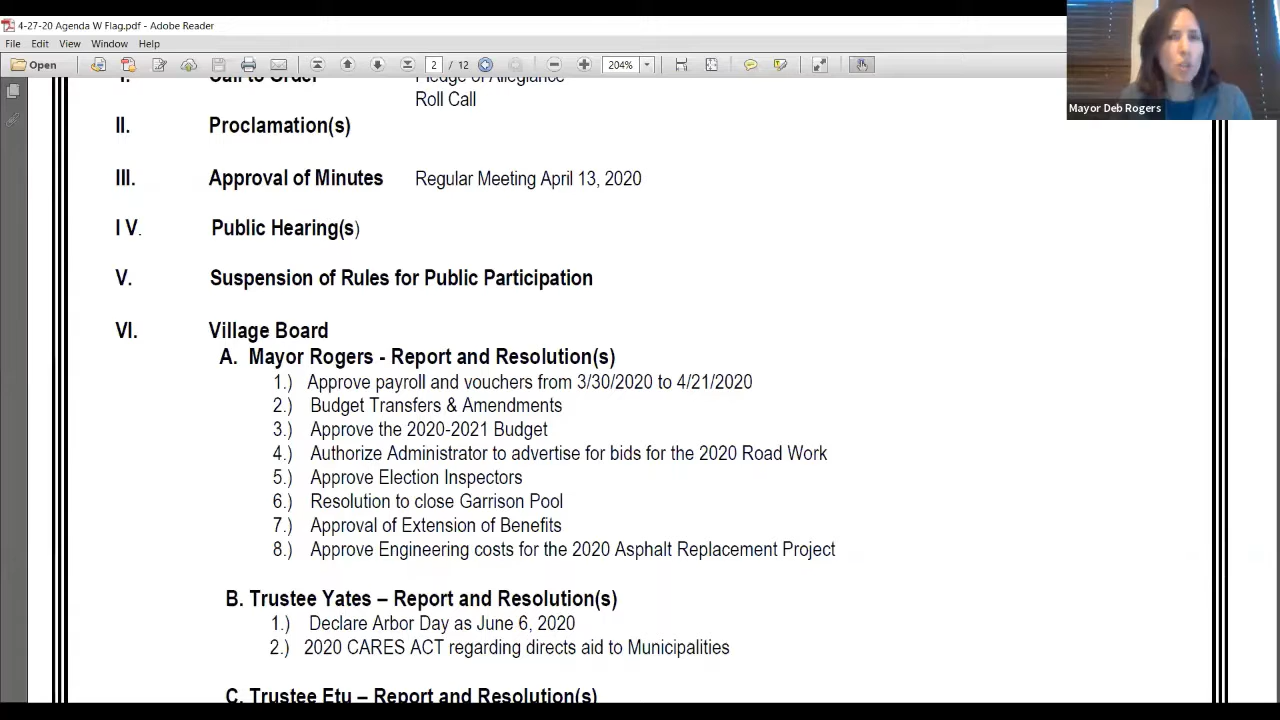 4-27-20 Agenda W Flag.pdf - Adobe Reader
File Edit View Window Help
Open 2 / 12 204%
Mayor Deb Rogers
I. Call to Order Pledge of Allegiance
Roll Call
II. Proclamation(s)
III. Approval of Minutes Regular Meeting April 13, 2020
I V. Public Hearing(s)
V. Suspension of Rules for Public Participation
VI. Village Board
A. Mayor Rogers - Report and Resolution(s)
1.) Approve payroll and vouchers from 3/30/2020 to 4/21/2020
2.) Budget Transfers & Amendments
3.) Approve the 2020-2021 Budget
4.) Authorize Administrator to advertise for bids for the 2020 Road Work
5.) Approve Election Inspectors
6.) Resolution to close Garrison Pool
7.) Approval of Extension of Benefits
8.) Approve Engineering costs for the 2020 Asphalt Replacement Project
B. Trustee Yates – Report and Resolution(s)
1.) Declare Arbor Day as June 6, 2020
2.) 2020 CARES ACT regarding directs aid to Municipalities
C. Trustee Etu – Report and Resolution(s)